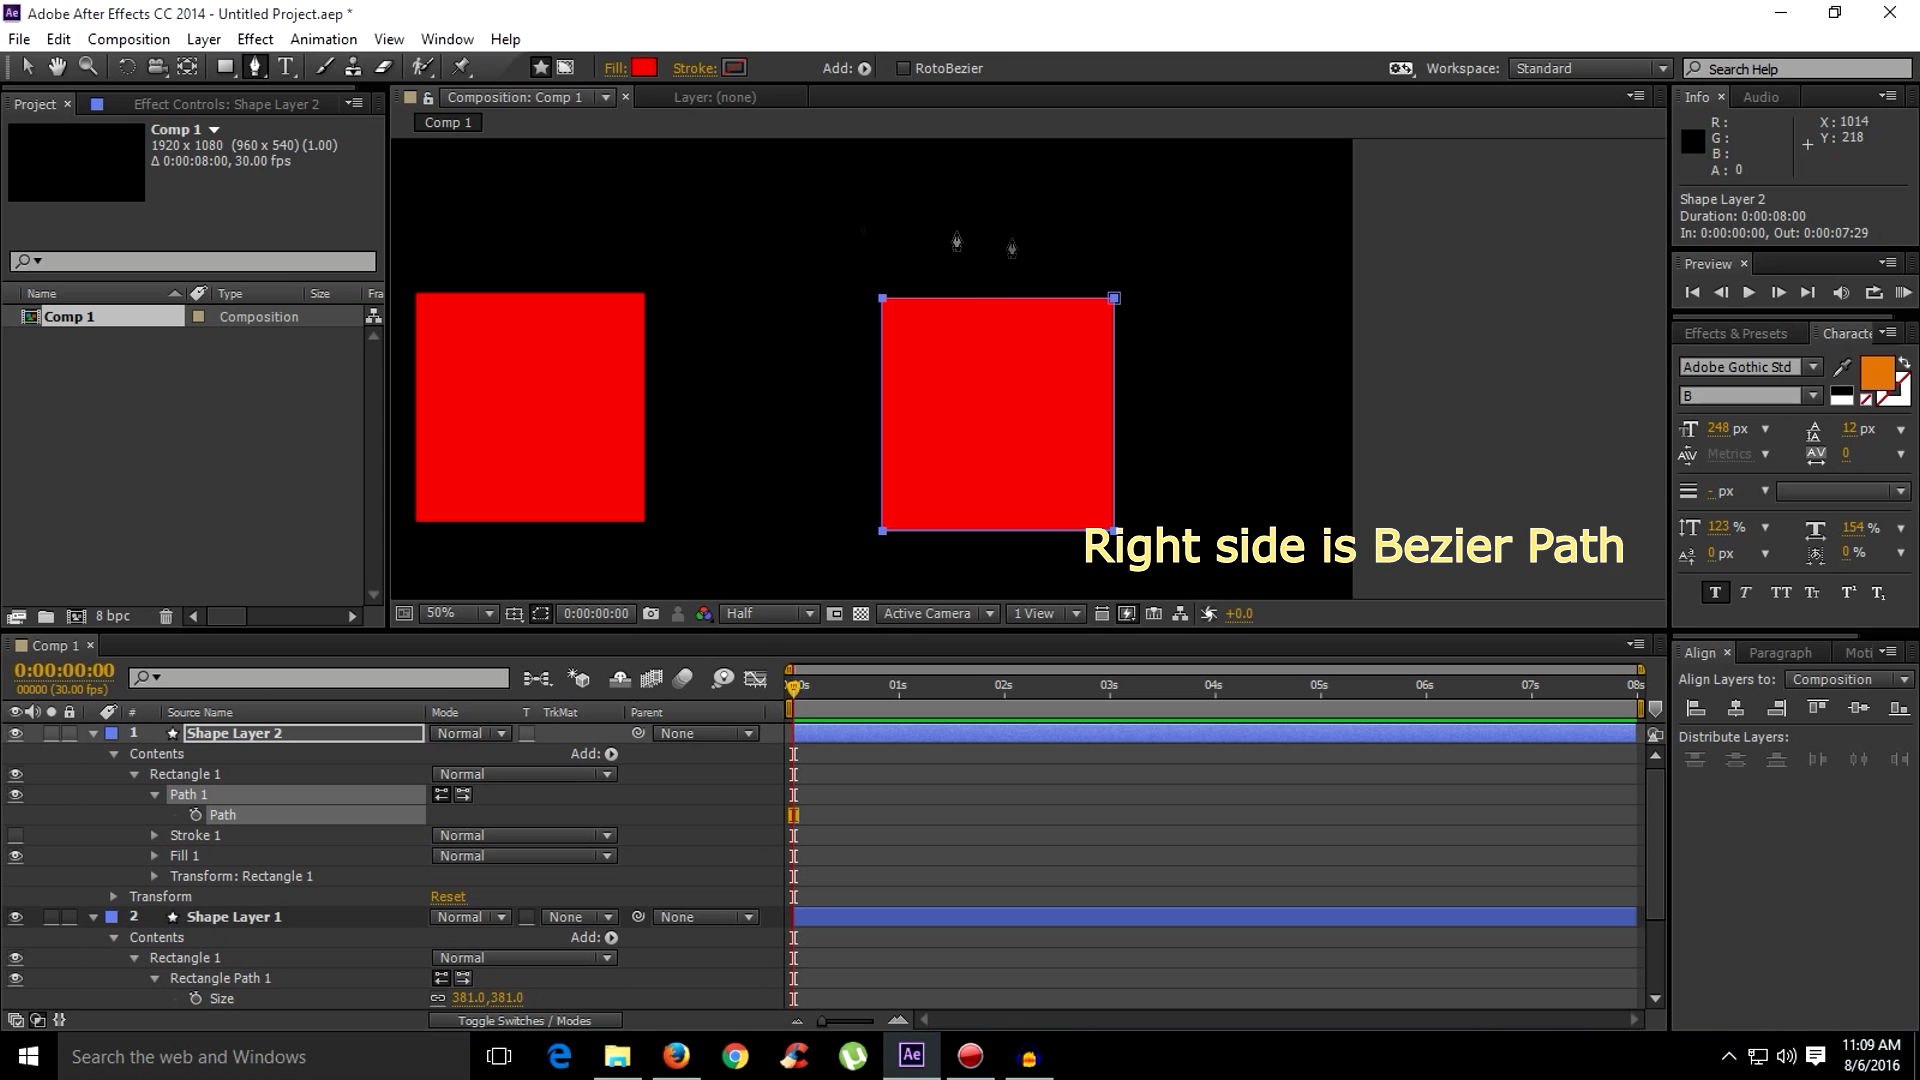 Adobe After Effects CC 2014 - Untitled Project.aep *
File Edit Composition Layer Effect Animation View Window Help
Fill: Stroke: Add: RotoBezier Workspace: Standard Search Help
Project Effect Controls: Shape Layer 2
Comp 1
1920 x 1080 (960 x 540) (1.00)
Δ 0:00:08:00, 30.00 fps
Name Type Size Fra
Comp 1 Composition
8 bpc
Composition: Comp 1 Layer: (none)
Comp 1
Right side is Bezier Path
50% 0:00:00:00 Half Active Camera 1 View +0.0
Info Audio
R: X: 1014
G: Y: 218
B:
A: 0
Shape Layer 2
Duration: 0:00:08:00
In: 0:00:00:00, Out: 0:00:07:29
Preview
Effects & Presets Characte
Adobe Gothic Std
B
248 px 12 px
Metrics 0
- px
123 % 154 %
0 px 0 %
T T TT Tt T¹ T₁
Comp 1
0:00:00:00
00000 (30.00 fps)
01s 02s 03s 04s 05s 06s 07s 08s
# Source Name Mode T TrkMat Parent
1 Shape Layer 2 Normal None
Contents Add:
Rectangle 1 Normal
Path 1
Path
Stroke 1 Normal
Fill 1 Normal
Transform: Rectangle 1
Transform Reset
2 Shape Layer 1 Normal None None
Contents Add:
Rectangle 1 Normal
Rectangle Path 1
Size 381.0,381.0
Toggle Switches / Modes
Align Paragraph Moti
Align Layers to: Composition
Distribute Layers:
Search the web and Windows
Ae
11:09 AM
8/6/2016